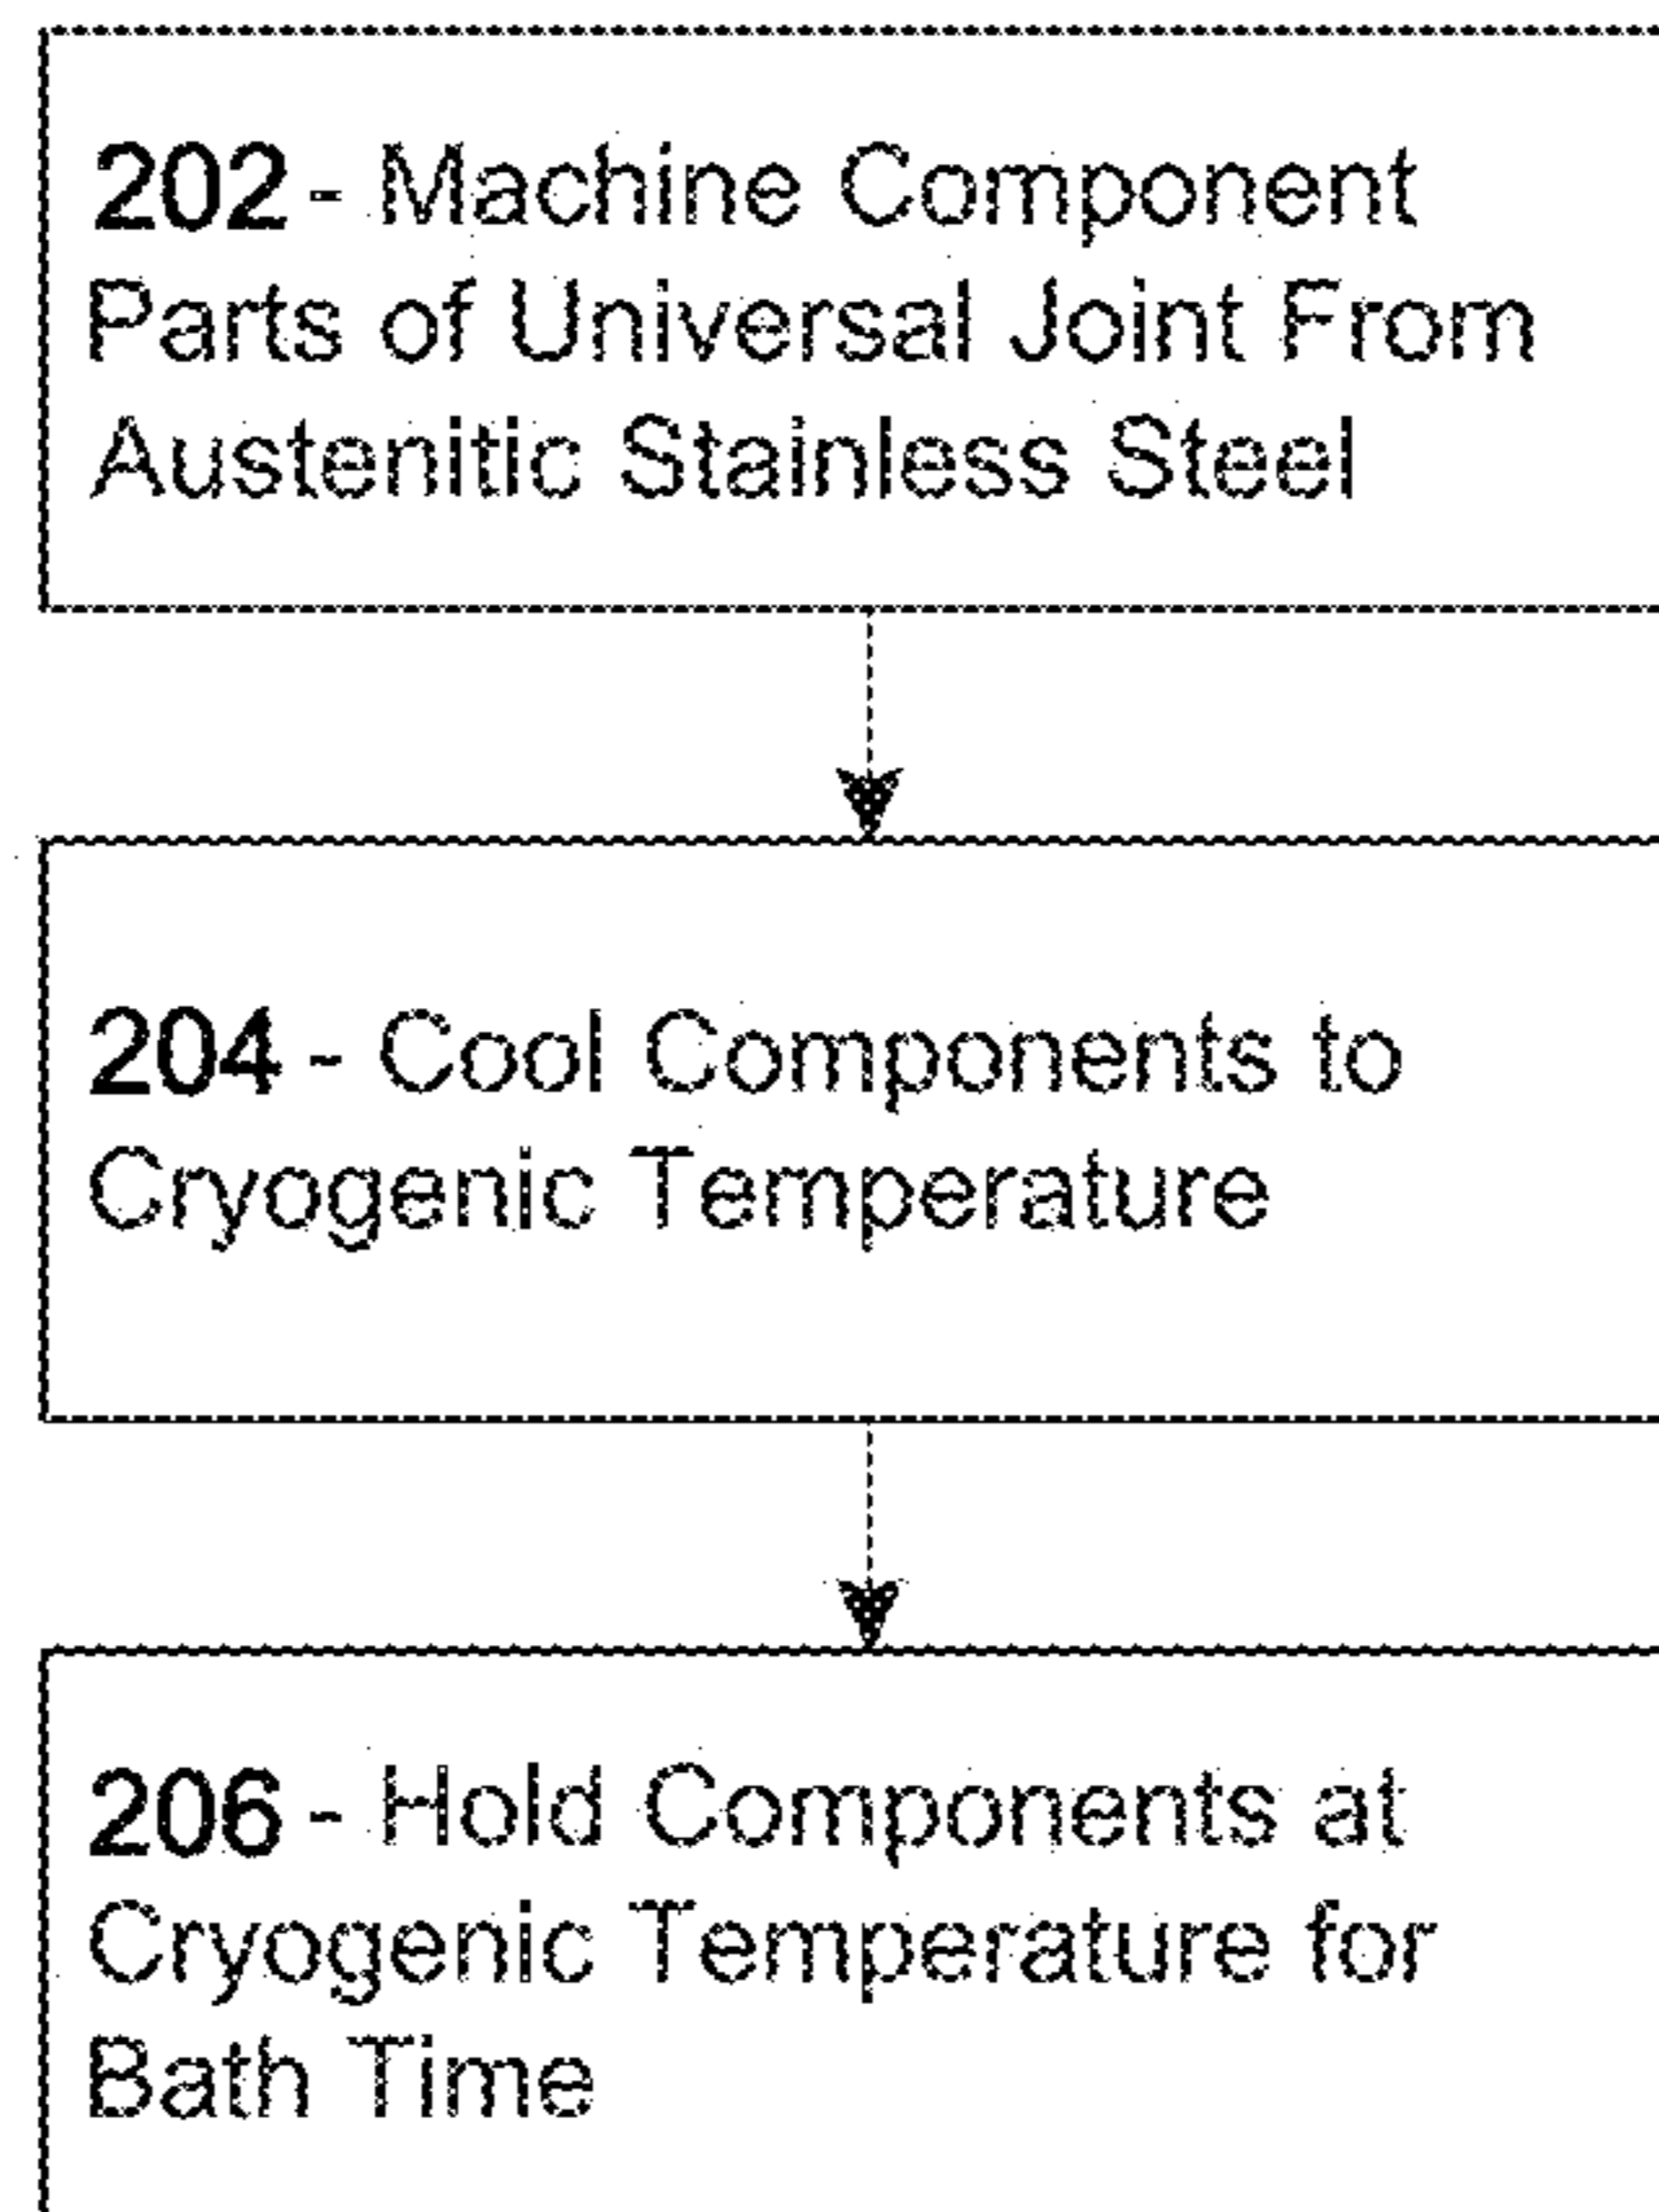 202 - Machine Component
Parts of Universal Joint From
Austenitic Stainless Steel
204 - Cool Components to
Cryogenic Temperature
206 - Hold Components at
Cryogenic Temperature for
Bath Time